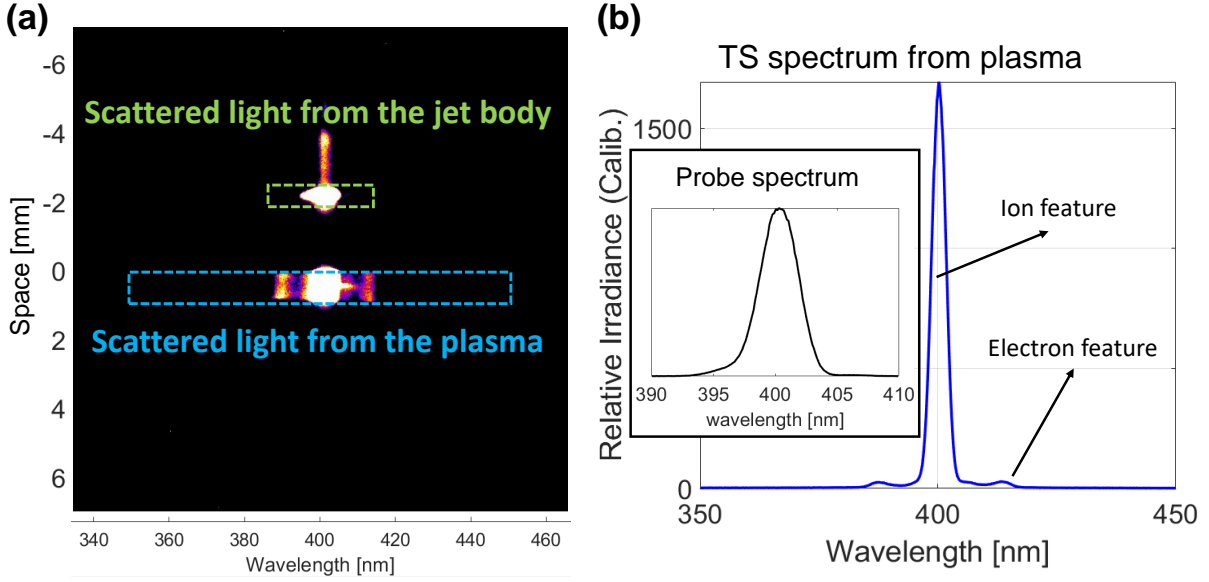 (a)
Scattered light from the jet body
Scattered light from the plasma
Space [mm]
-6
-4
-2
0
2
4
6
340 360 380 400 420 440 460
Wavelength [nm]
(b)
TS spectrum from plasma
Relative Irradiance (Calib.)
1500
0
Probe spectrum
390 395 400 405 410
wavelength [nm]
Ion feature
Electron feature
350 400 450
Wavelength [nm]